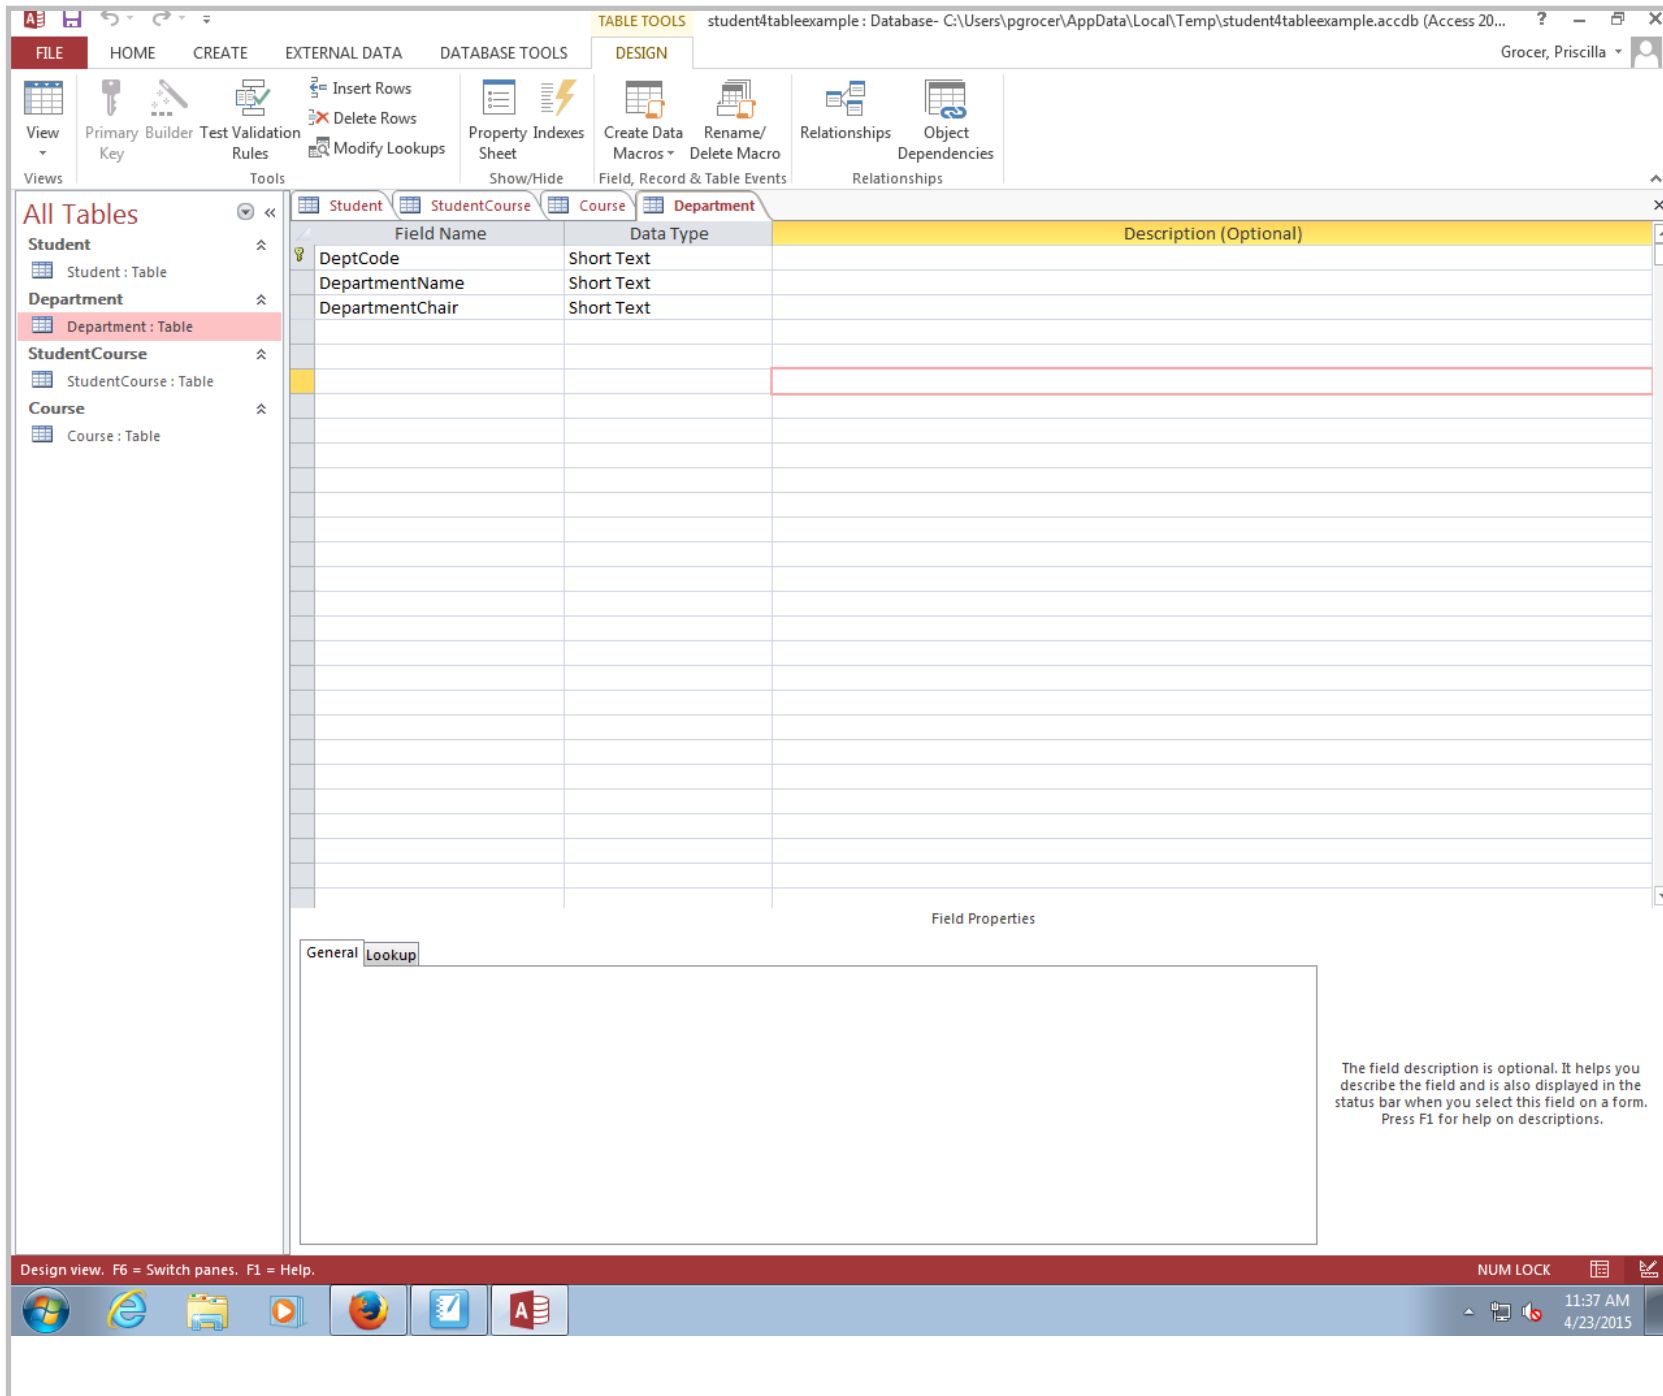 TABLE TOOLS student4tableexample : Database- C:\Users\pgrocer\AppData\Local\Temp\student4tableexample.accdb (Access 20... ?
FILE HOME CREATE EXTERNAL DATA DATABASE TOOLS DESIGN Grocer, Priscilla
Insert Rows
Delete Rows
Modify Lookups
View Primary Key Builder Test Validation Rules Property Sheet Indexes Create Data Macros Rename/ Delete Macro Relationships Object Dependencies
Views Tools Show/Hide Field, Record & Table Events Relationships
All Tables «
Student StudentCourse Course Department
Field Name Data Type Description (Optional)
Student
Student : Table
Department
Department : Table
StudentCourse
StudentCourse : Table
Course
Course : Table
DeptCode Short Text
DepartmentName Short Text
DepartmentChair Short Text
Field Properties
General Lookup
The field description is optional. It helps you
describe the field and is also displayed in the
status bar when you select this field on a form.
Press F1 for help on descriptions.
Design view. F6 = Switch panes. F1 = Help. NUM LOCK
A
11:37 AM
4/23/2015